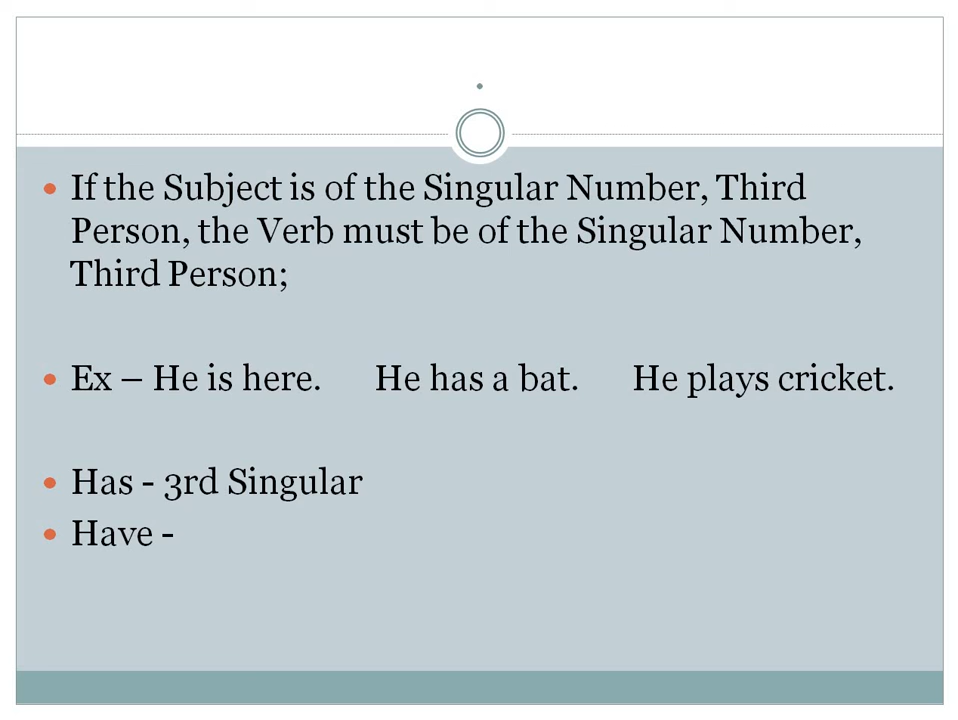 .
• If the Subject is of the Singular Number, Third
Person, the Verb must be of the Singular Number,
Third Person;
• Ex – He is here. He has a bat. He plays cricket.
• Has - 3rd Singular
• Have -